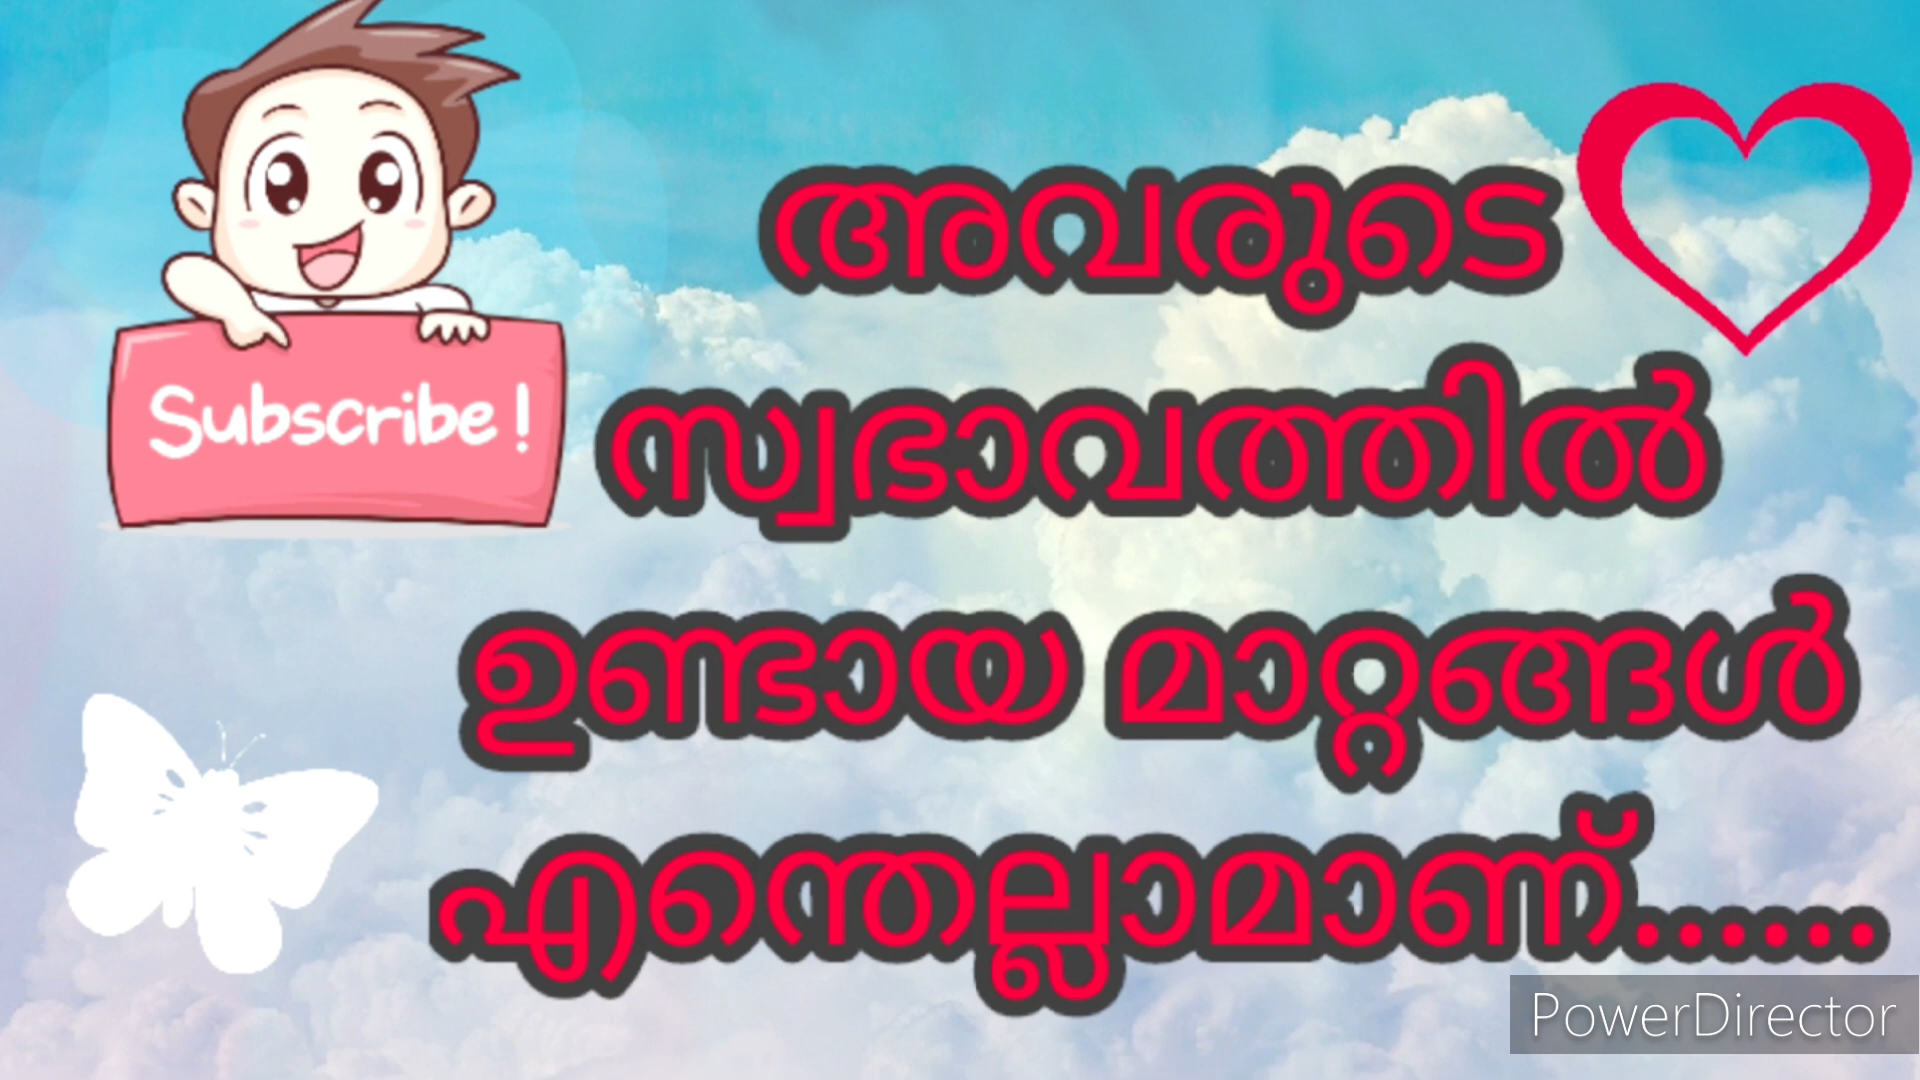 അവരുടെ
Subscribe!
സ്വഭാവത്തിൽ
ഉണ്ടായ മാറ്റങ്ങൾ
എന്തെല്ലാമാണ്......
PowerDirector